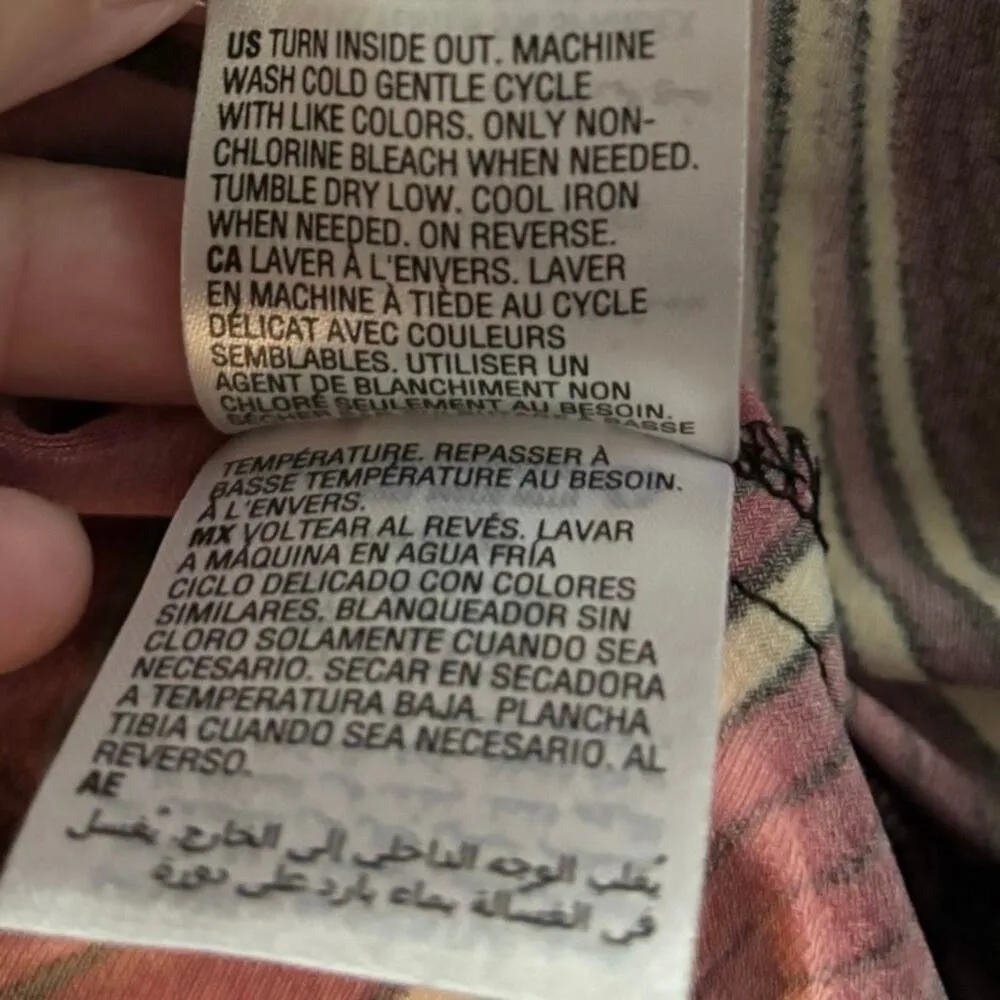 US TURN INSIDE OUT. MACHINE
WASH COLD GENTLE CYCLE
WITH LIKE COLORS. ONLY NON-
CHLORINE BLEACH WHEN NEEDED.
TUMBLE DRY LOW. COOL IRON
WHEN NEEDED. ON REVERSE.
CA LAVER À L'ENVERS. LAVER
EN MACHINE À TIÈDE AU CYCLE
DÉLICAT AVEC COULEURS
SEMBLABLES. UTILISER UN
AGENT DE BLANCHIMENT NON
CHLORÉ SEULEMENT AU BESOIN.
BASSE
TEMPÉRATURE. REPASSER À
BASSE TEMPÉRATURE AU BESOIN.
À L'ENVERS.
MX VOLTEAR AL REVÉS. LAVAR
A MÁQUINA EN AGUA FRÍA
CICLO DELICADO CON COLORES
SIMILARES. BLANQUEADOR SIN
CLORO SOLAMENTE CUANDO SEA
NECESARIO. SECAR EN SECADORA
A TEMPERATURA BAJA. PLANCHA
TIBIA CUANDO SEA NECESARIO. AL
REVERSO.
AE
يُقلب الوجه الداخلي إلى الخارج. يُغسل
في الغسالة بماء بارد على دورة